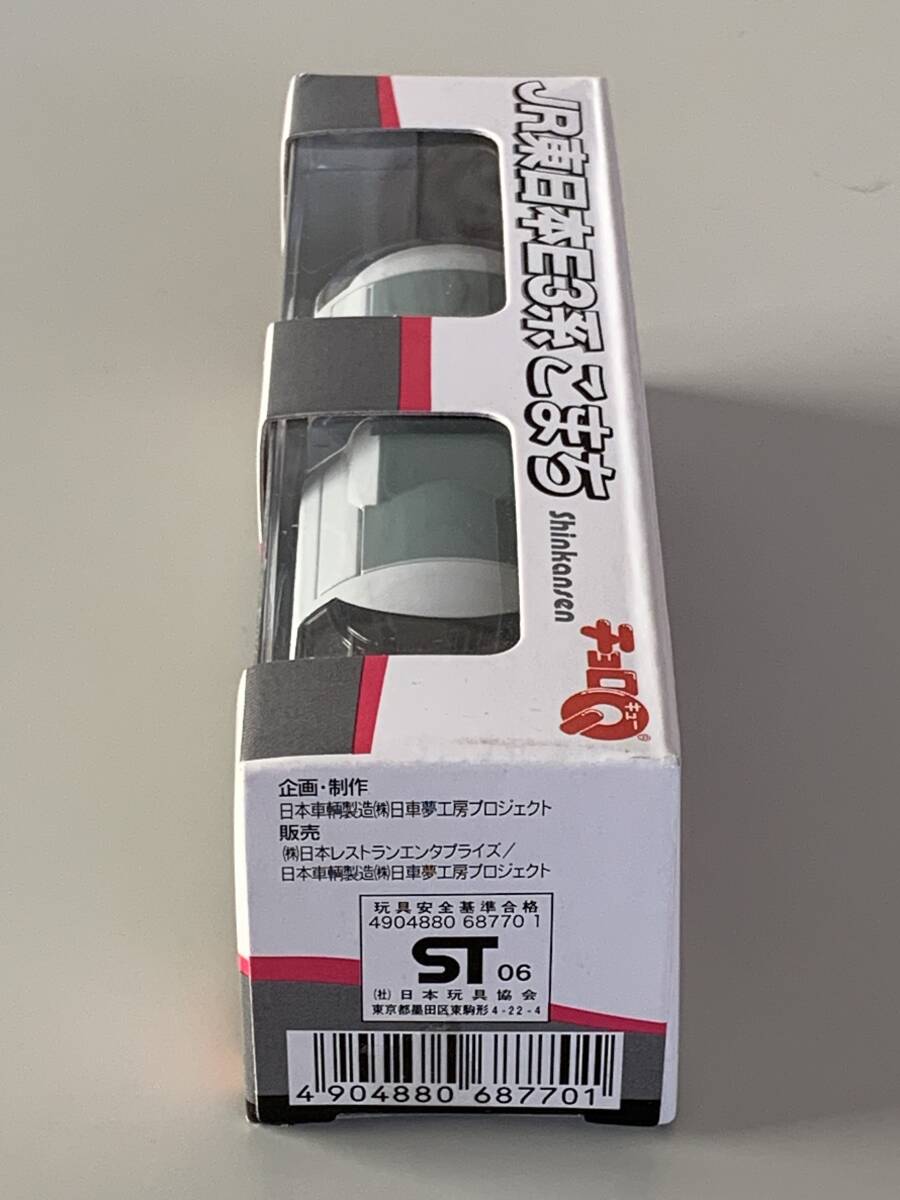 JR東日本E3系こまち
Shinkansen
チョロQ
キュー
®
企画・制作
日本車輌製造㈱日車夢工房プロジェクト
販売
㈱日本レストランエンタプライズ/
日本車輌製造㈱日車夢工房プロジェクト
玩具安全基準合格
4904880 68770 1
ST 06
(社)日本玩具協会
東京都墨田区東駒形4-22-4
4 904880 687701